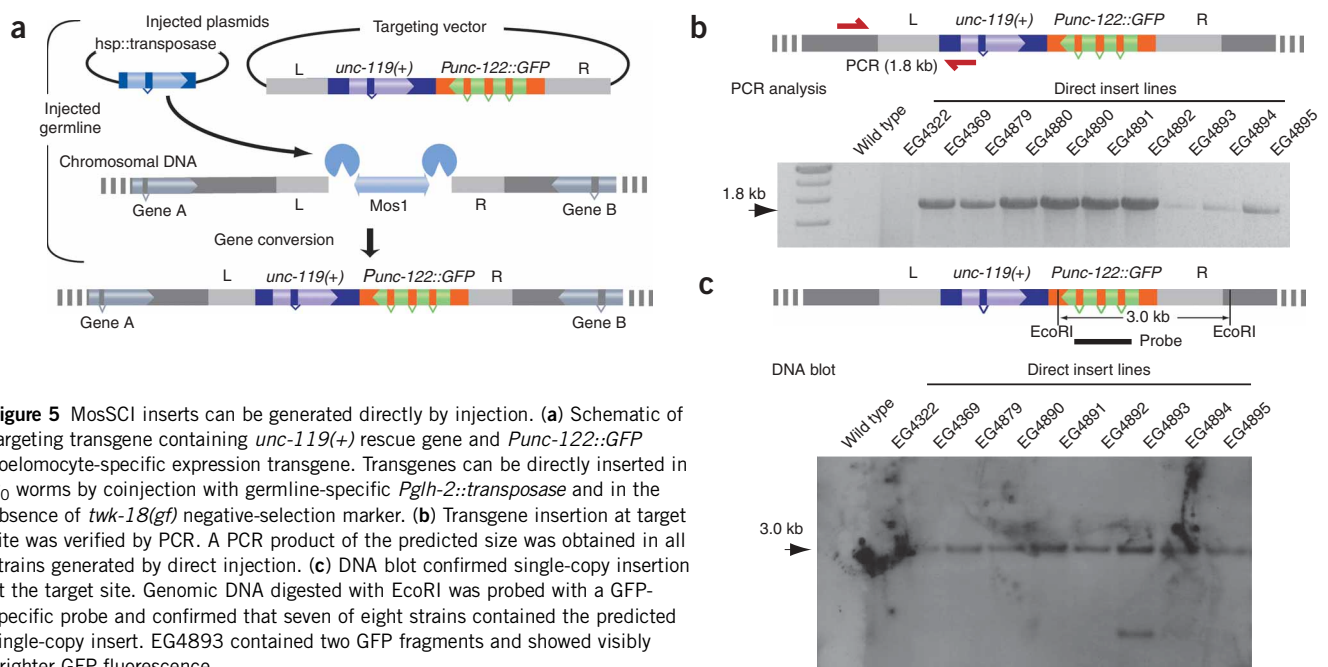 a
Injected plasmids
hsp::transposase
Targeting vector
L unc-119(+) Punc-122::GFP R
Injected
germline
Chromosomal DNA
Gene A L Mos1 R Gene B
Gene conversion
L unc-119(+) Punc-122::GFP R
Gene A Gene B
igure 5 MosSCI inserts can be generated directly by injection. (a) Schematic of
argeting transgene containing unc-119(+) rescue gene and Punc-122::GFP
oelomocyte-specific expression transgene. Transgenes can be directly inserted in
0 worms by coinjection with germline-specific Pglh-2::transposase and in the
bsence of twk-18(gf) negative-selection marker. (b) Transgene insertion at target
ite was verified by PCR. A PCR product of the predicted size was obtained in all
trains generated by direct injection. (c) DNA blot confirmed single-copy insertion
t the target site. Genomic DNA digested with EcoRI was probed with a GFP-
pecific probe and confirmed that seven of eight strains contained the predicted
ingle-copy insert. EG4893 contained two GFP fragments and showed visibly
righter GFP fluorescence.
b
L unc-119(+) Punc-122::GFP R
PCR (1.8 kb)
PCR analysis
Direct insert lines
Wild type EG4322 EG4369 EG4879 EG4880 EG4890 EG4891 EG4892 EG4893 EG4894 EG4895
1.8 kb
c
L unc-119(+) Punc-122::GFP R
3.0 kb
EcoRI EcoRI
Probe
DNA blot
Direct insert lines
Wild type EG4322 EG4369 EG4879 EG4890 EG4891 EG4892 EG4893 EG4894 EG4895
3.0 kb